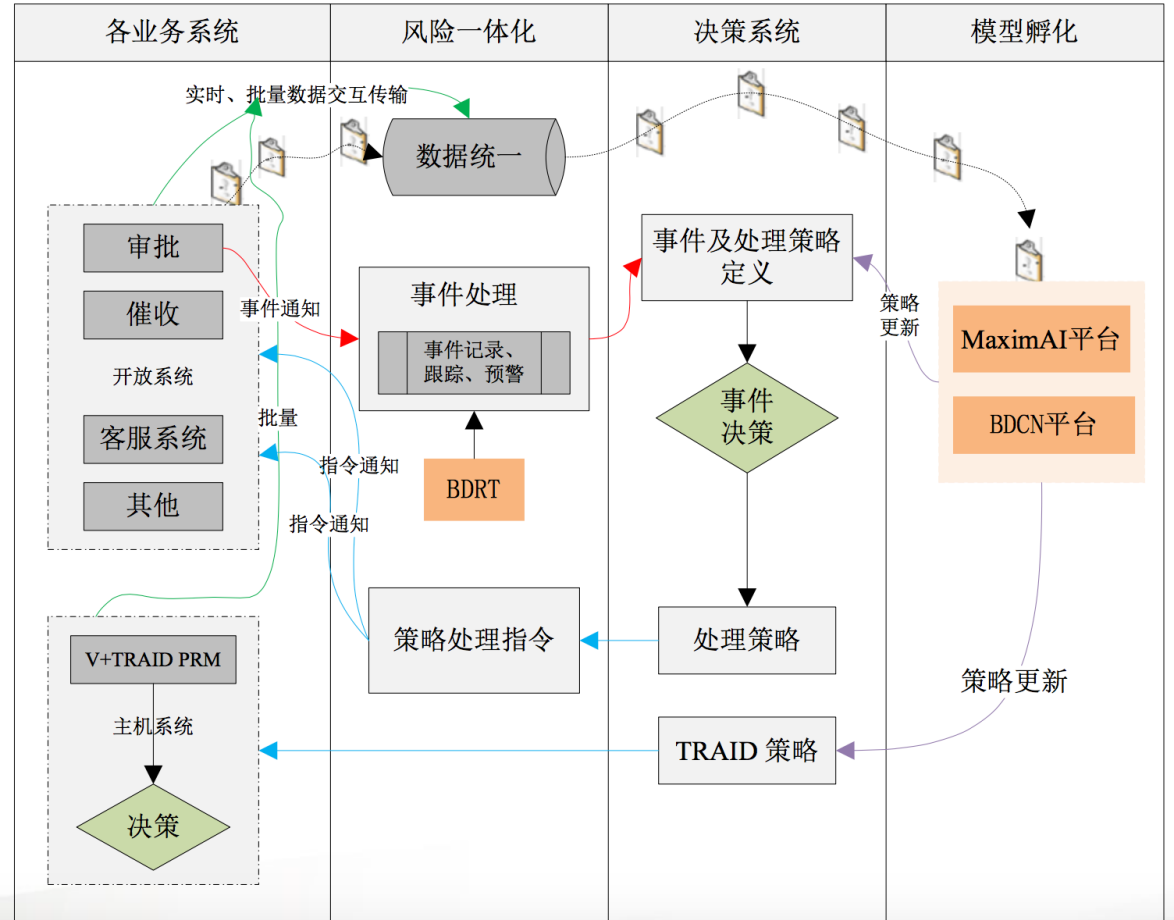 各业务系统
风险一体化
决策系统
模型孵化
实时、批量数据交互传输
数据统一
审批
催收
开放系统
客服系统
其他
事件通知
批量
指令通知
指令通知
事件处理
事件记录、
跟踪、预警
BDRT
事件及处理策略
定义
事件
决策
策略
更新
MaximAI平台
BDCN平台
策略处理指令
处理策略
策略更新
TRAID 策略
V+TRAID PRM
主机系统
决策